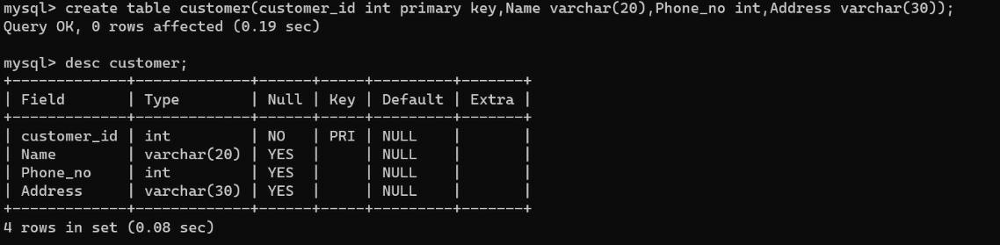 mysql> create table customer(customer_id int primary key,Name varchar(20),Phone_no int,Address varchar(30));
Query OK, 0 rows affected (0.19 sec)

mysql> desc customer;
+-------------+-------------+------+-----+---------+-------+
| Field       | Type        | Null | Key | Default | Extra |
+-------------+-------------+------+-----+---------+-------+
| customer_id | int         | NO   | PRI | NULL    |       |
| Name        | varchar(20) | YES  |     | NULL    |       |
| Phone_no    | int         | YES  |     | NULL    |       |
| Address     | varchar(30) | YES  |     | NULL    |       |
+-------------+-------------+------+-----+---------+-------+
4 rows in set (0.08 sec)